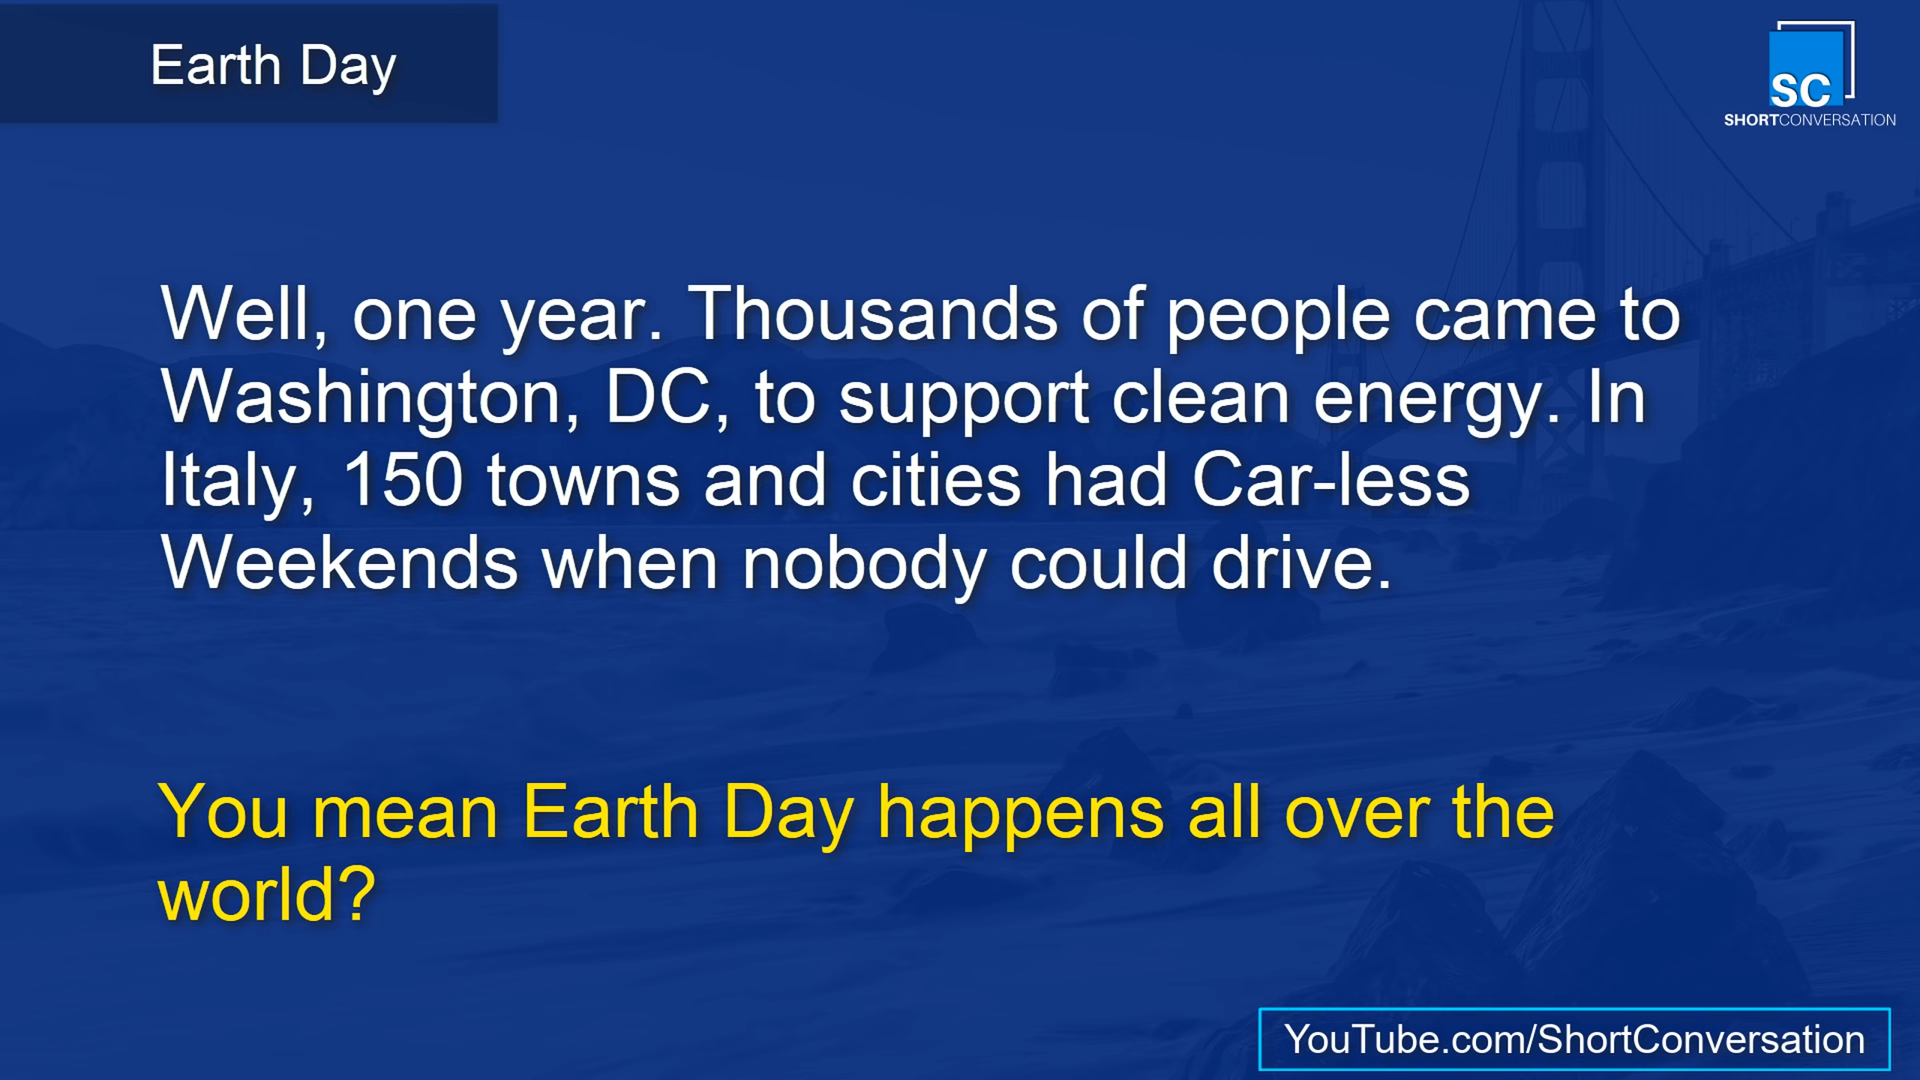 Earth Day
SC
SHORTCONVERSATION
Well, one year. Thousands of people came to
Washington, DC, to support clean energy. In
Italy, 150 towns and cities had Car-less
Weekends when nobody could drive.
You mean Earth Day happens all over the
world?
YouTube.com/ShortConversation